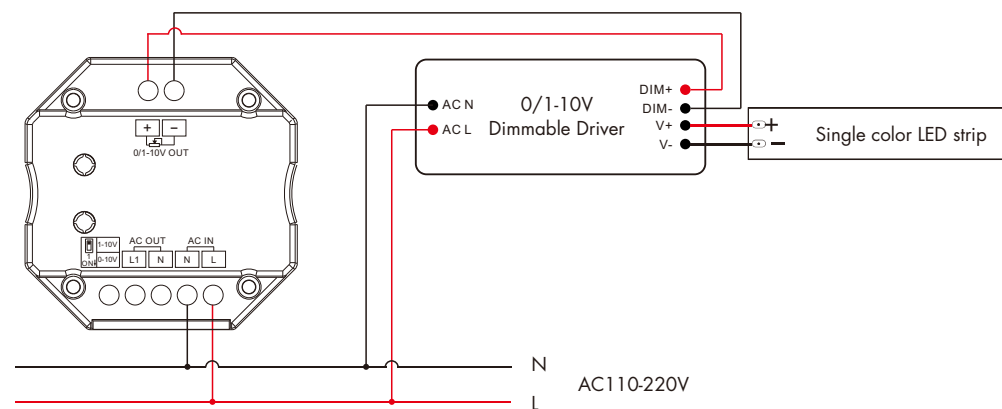 + −
0/1-10V OUT
1-10V
0-10V
1
ON
AC OUT
AC IN
L1 N N L
AC N
AC L
0/1-10V
Dimmable Driver
DIM+
DIM-
V+
V-
+
−
Single color LED strip
N
AC110-220V
L